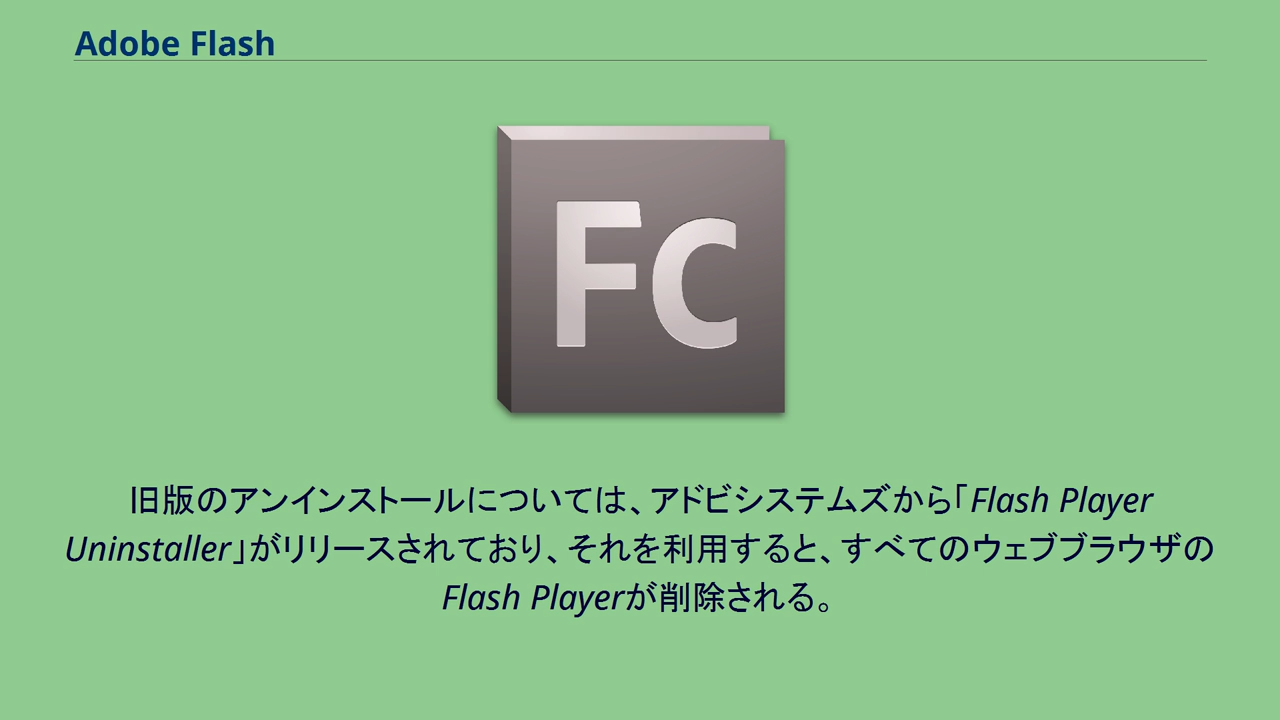 Adobe Flash
Fc
旧版のアンインストールについては、アドビシステムズから｢Flash Player
Uninstaller｣がリリースされており、それを利用すると、すべてのウェブブラウザの
Flash Playerが削除される。